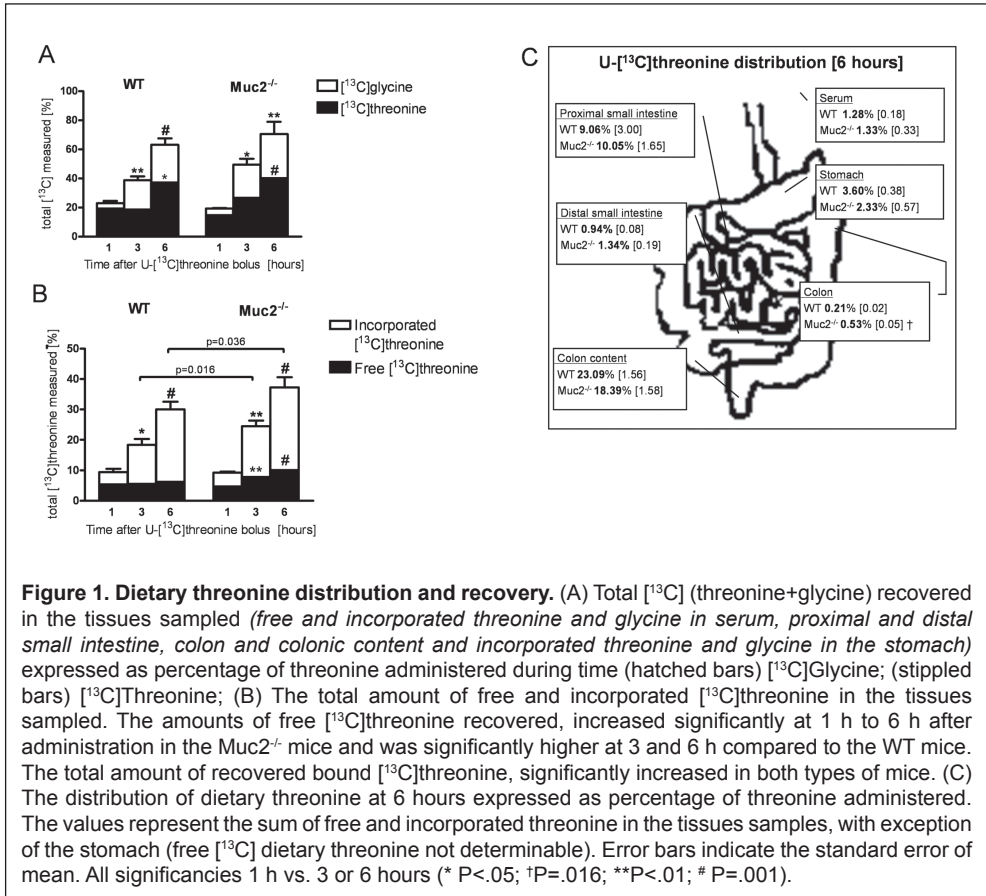 A
WT
Muc2-/-
[13C]glycine
[13C]threonine
total [13C] measured [%]
100
80
60
40
20
0
**
*
#
*
**
#
1 3 6 1 3 6
Time after U-[13C]threonine bolus [hours]
B
WT
Muc2-/-
Incorporated
[13C]threonine
Free [13C]threonine
total [13C]threonine measured [%]
50
40
30
20
10
0
p=0.036
p=0.016
*
#
**
**
#
#
1 3 6 1 3 6
Time after U-[13C]threonine bolus [hours]
C
U-[13C]threonine distribution [6 hours]
Proximal small intestine
WT 9.06% [3.00]
Muc2-/- 10.05% [1.65]
Serum
WT 1.28% [0.18]
Muc2-/- 1.33% [0.33]
Stomach
WT 3.60% [0.38]
Muc2-/- 2.33% [0.57]
Distal small intestine
WT 0.94% [0.08]
Muc2-/- 1.34% [0.19]
Colon
WT 0.21% [0.02]
Muc2-/- 0.53% [0.05] †
Colon content
WT 23.09% [1.56]
Muc2-/- 18.39% [1.58]
Figure 1. Dietary threonine distribution and recovery. (A) Total [13C] (threonine+glycine) recovered
in the tissues sampled (free and incorporated threonine and glycine in serum, proximal and distal
small intestine, colon and colonic content and incorporated threonine and glycine in the stomach)
expressed as percentage of threonine administered during time (hatched bars) [13C]Glycine; (stippled
bars) [13C]Threonine; (B) The total amount of free and incorporated [13C]threonine in the tissues
sampled. The amounts of free [13C]threonine recovered, increased significantly at 1 h to 6 h after
administration in the Muc2-/- mice and was significantly higher at 3 and 6 h compared to the WT mice.
The total amount of recovered bound [13C]threonine, significantly increased in both types of mice. (C)
The distribution of dietary threonine at 6 hours expressed as percentage of threonine administered.
The values represent the sum of free and incorporated threonine in the tissues samples, with exception
of the stomach (free [13C] dietary threonine not determinable). Error bars indicate the standard error of
mean. All significancies 1 h vs. 3 or 6 hours (* P<.05; †P=.016; **P<.01; # P=.001).